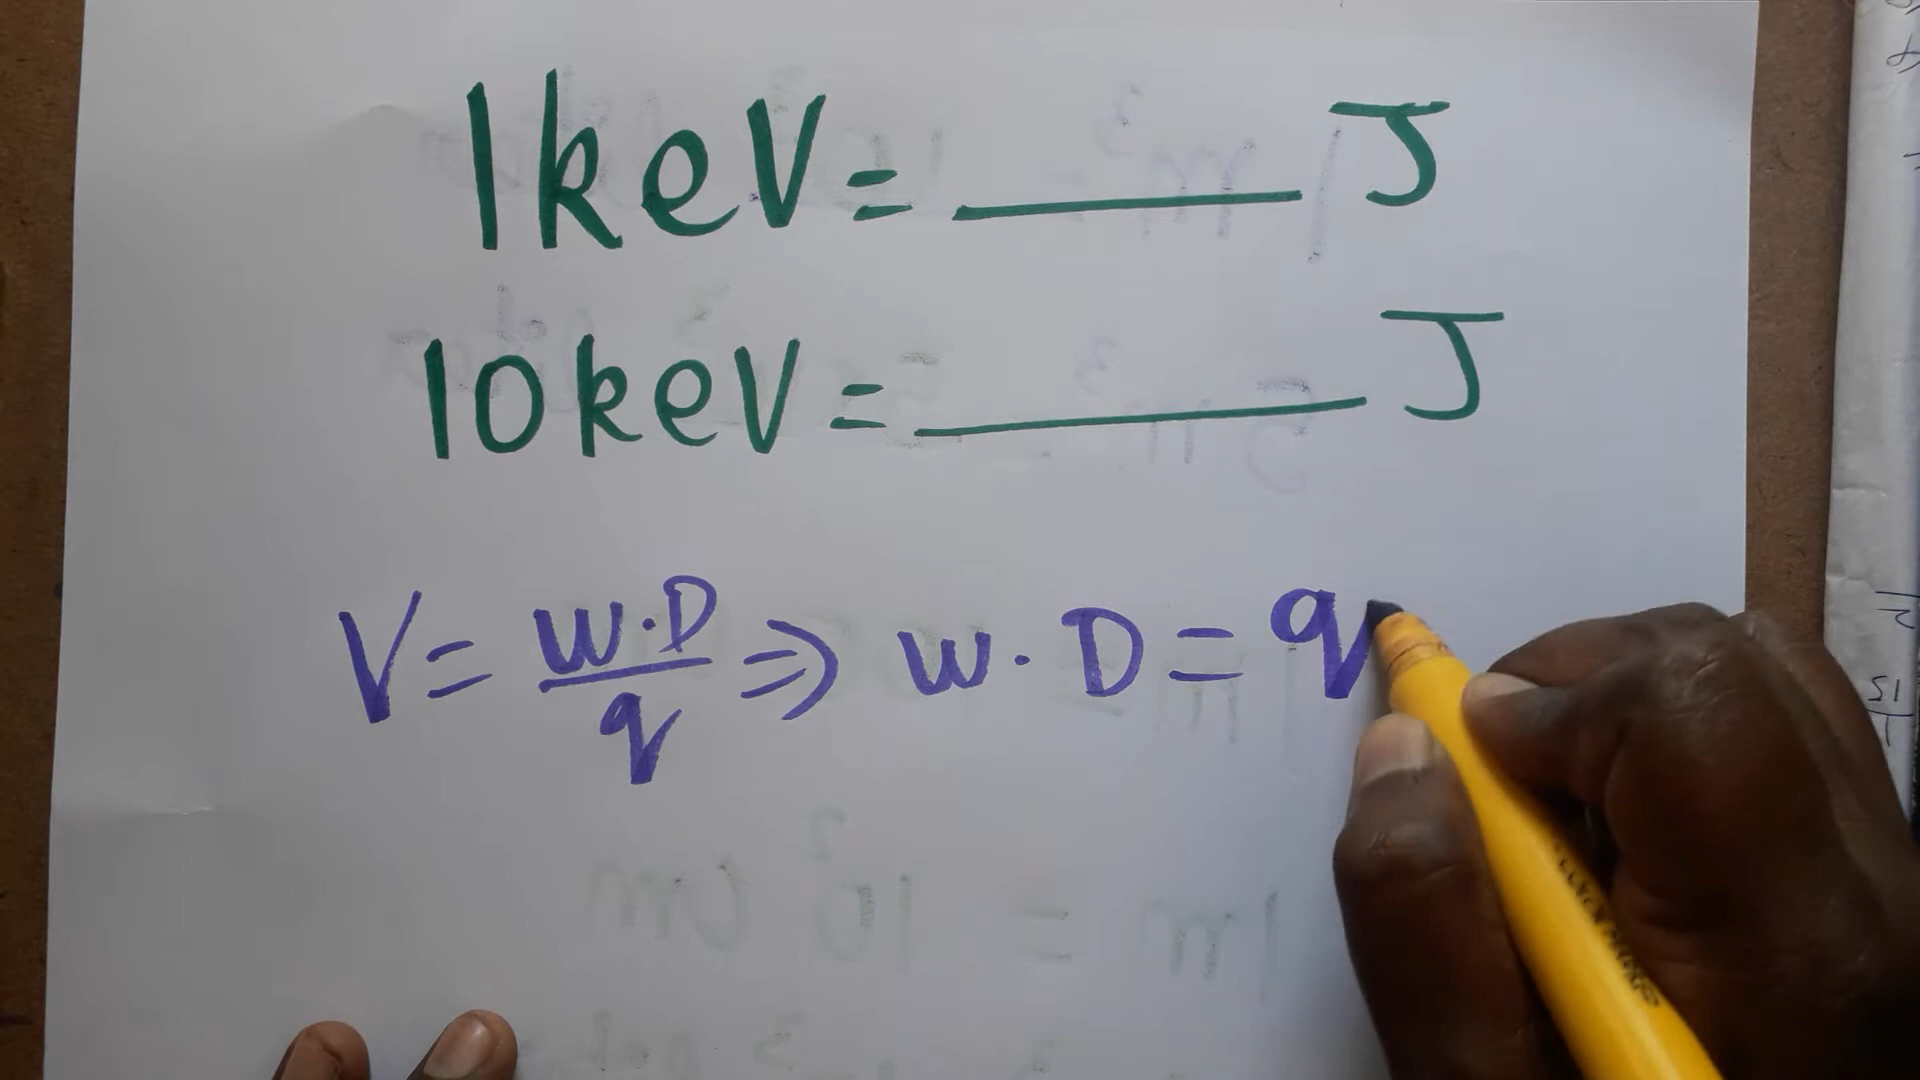 1keV = ______ J
10keV = ______ J
V = W.D/q ⇒ W.D = q